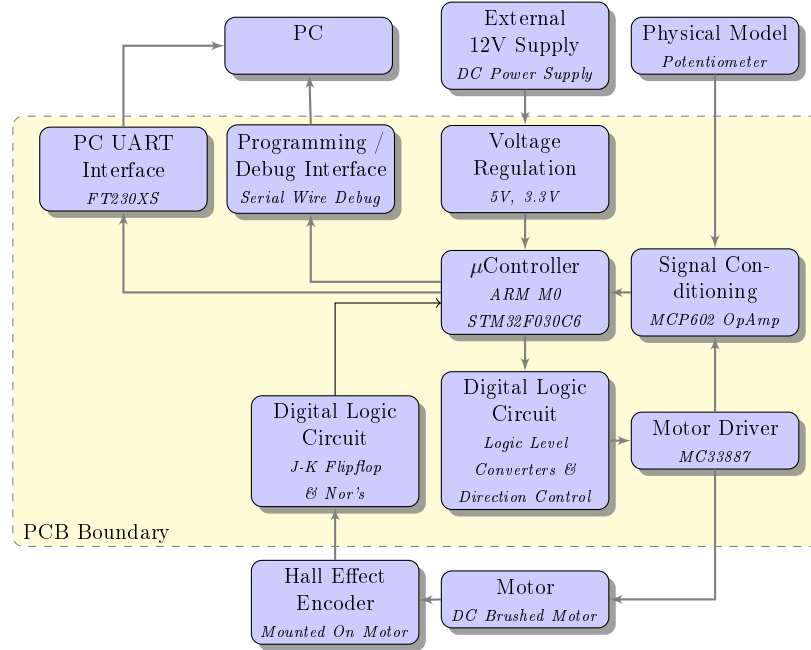 PC
External
12V Supply
DC Power Supply
Physical Model
Potentiometer
PC UART
Interface
FT230XS
Programming /
Debug Interface
Serial Wire Debug
Voltage
Regulation
5V, 3.3V
μController
ARM M0
STM32F030C6
Signal Con-
ditioning
MCP602 OpAmp
Digital Logic
Circuit
J-K Flipflop
& Nor's
Digital Logic
Circuit
Logic Level
Converters &
Direction Control
Motor Driver
MC33887
PCB Boundary
Hall Effect
Encoder
Mounted On Motor
Motor
DC Brushed Motor